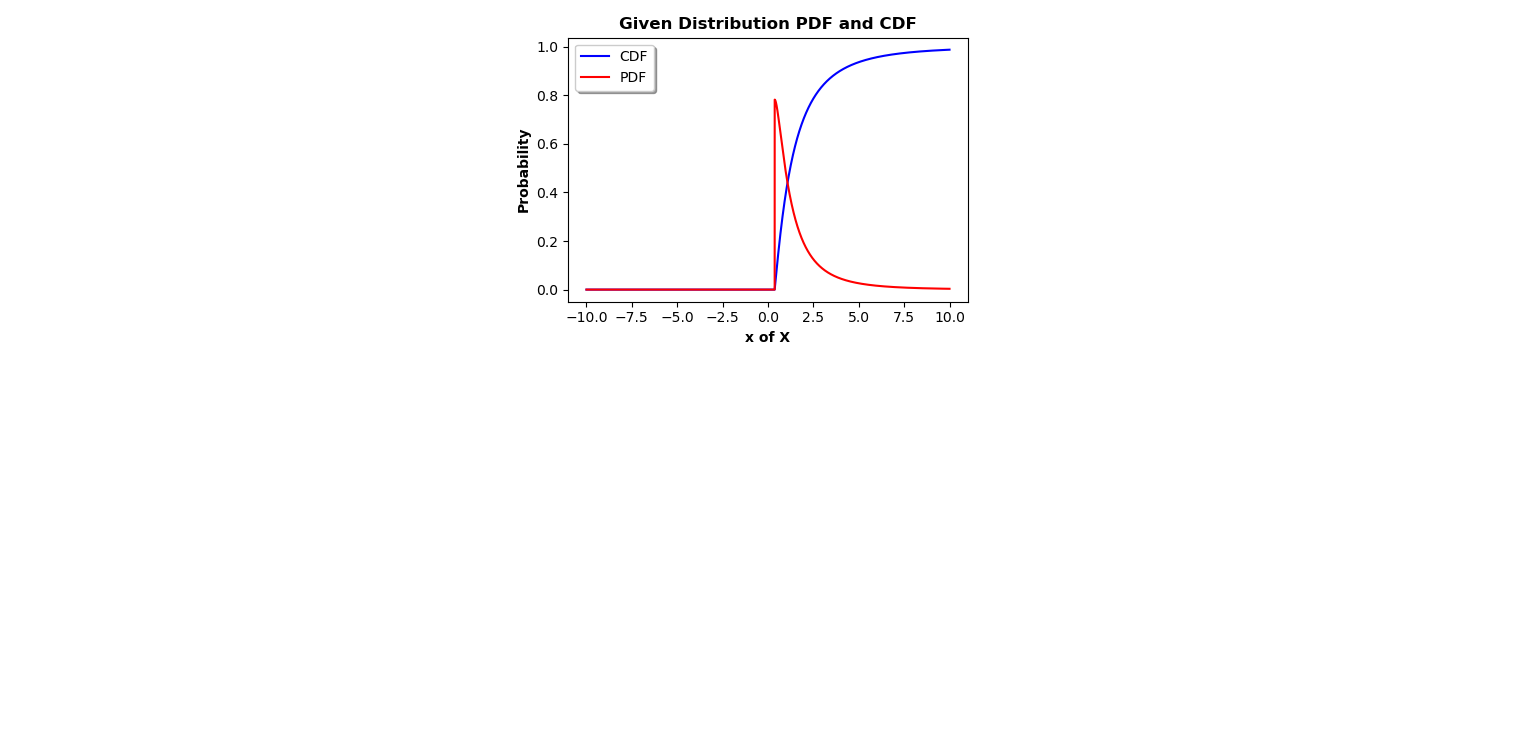 Given Distribution PDF and CDF
CDF
PDF
Probability
1.0
0.8
0.6
0.4
0.2
0.0
−10.0 −7.5 −5.0 −2.5 0.0 2.5 5.0 7.5 10.0
x of X